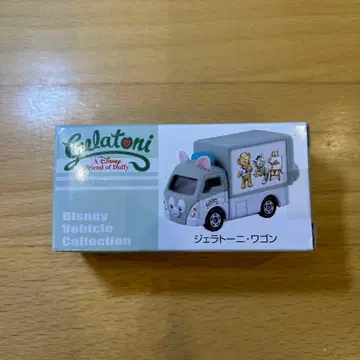 Gelatoni
A Disney
Friend of Duffy
Disney
Vehicle
Collection
ジェラトーニ・ワゴン